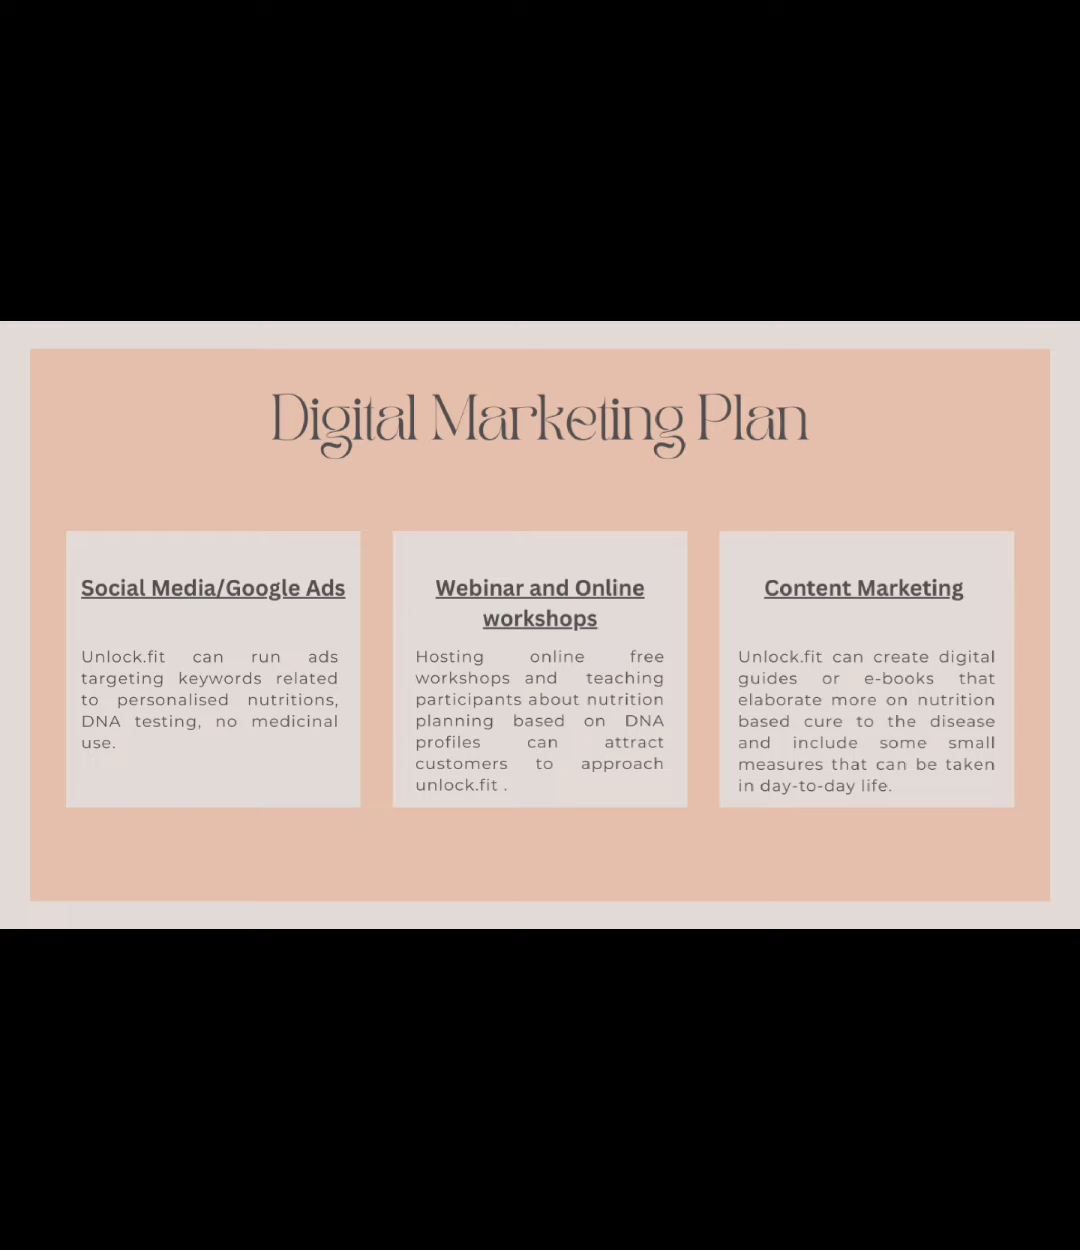 Digital Marketing Plan
Social Media/Google Ads
Unlock.fit can run ads
targeting keywords related
to personalised nutritions,
DNA testing, no medicinal
use.
Webinar and Online
workshops
Hosting online free
workshops and teaching
participants about nutrition
planning based on DNA
profiles can attract
customers to approach
unlock.fit .
Content Marketing
Unlock.fit can create digital
guides or e-books that
elaborate more on nutrition
based cure to the disease
and include some small
measures that can be taken
in day-to-day life.